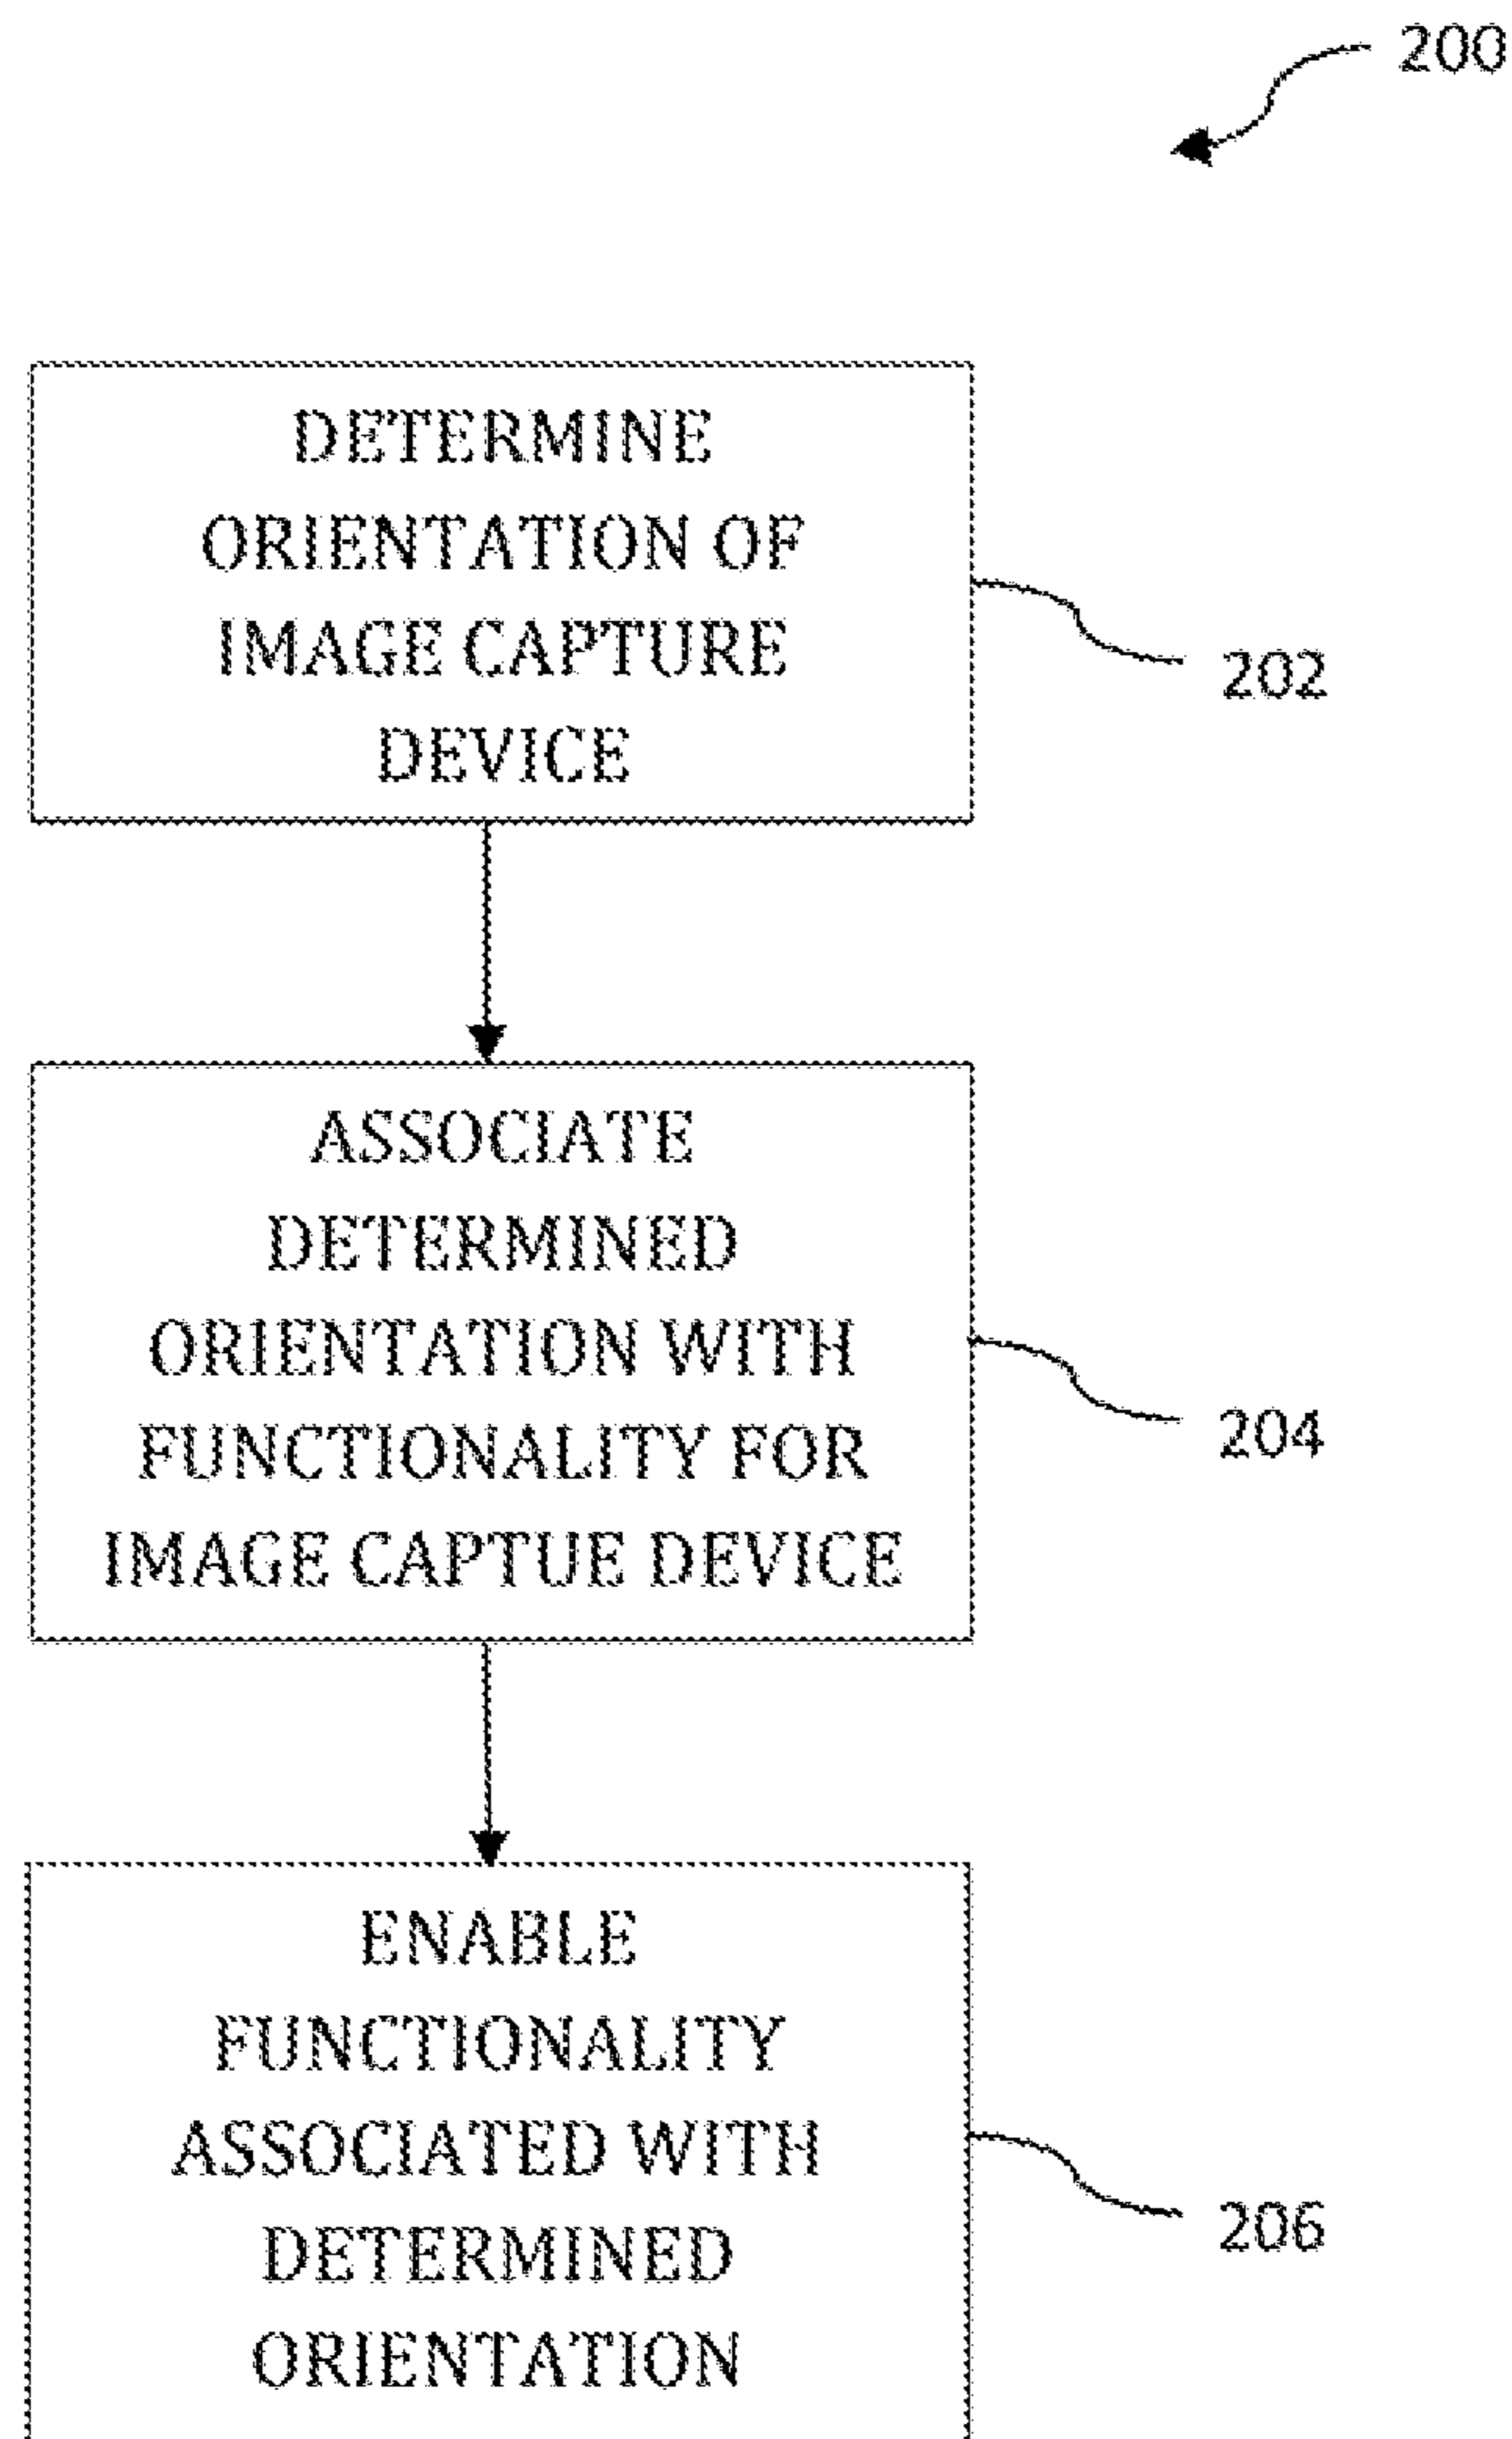 200
DETERMINE
ORIENTATION OF
IMAGE CAPTURE
DEVICE
202
ASSOCIATE
DETERMINED
ORIENTATION WITH
FUNCTIONALITY FOR
IMAGE CAPTUE DEVICE
204
ENABLE
FUNCTIONALITY
ASSOCIATED WITH
DETERMINED
ORIENTATION
206